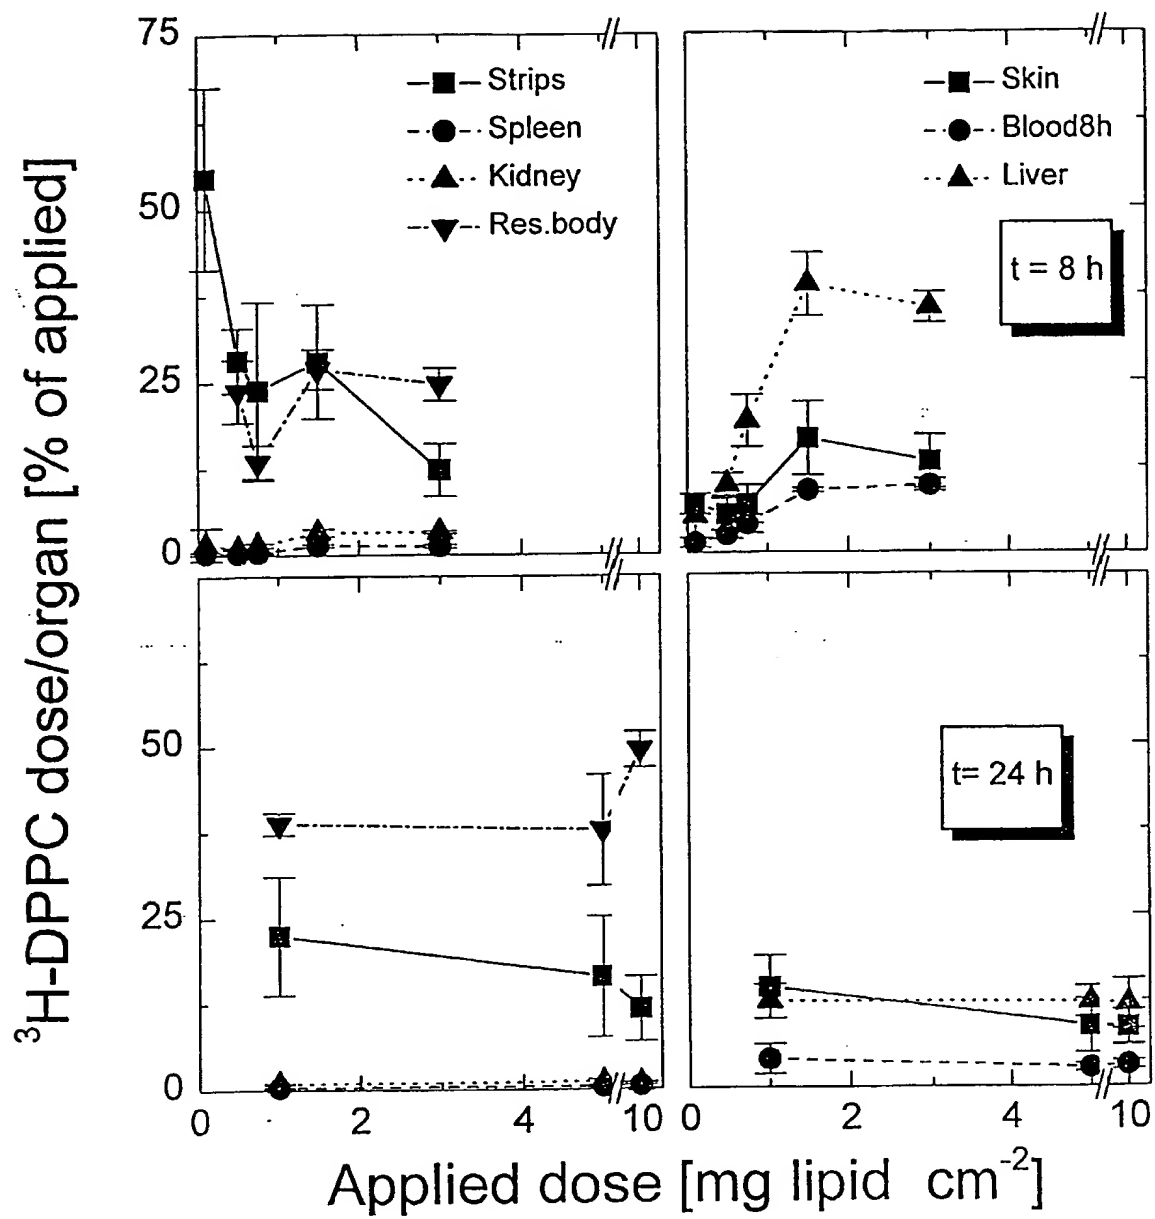 75
50
25
0
50
25
0
³H-DPPC dose/organ [% of applied]
Strips
Spleen
Kidney
Res.body
Skin
Blood8h
Liver
t = 8 h
t= 24 h
0 2 4 10
0 2 4 10
Applied dose [mg lipid cm⁻²]